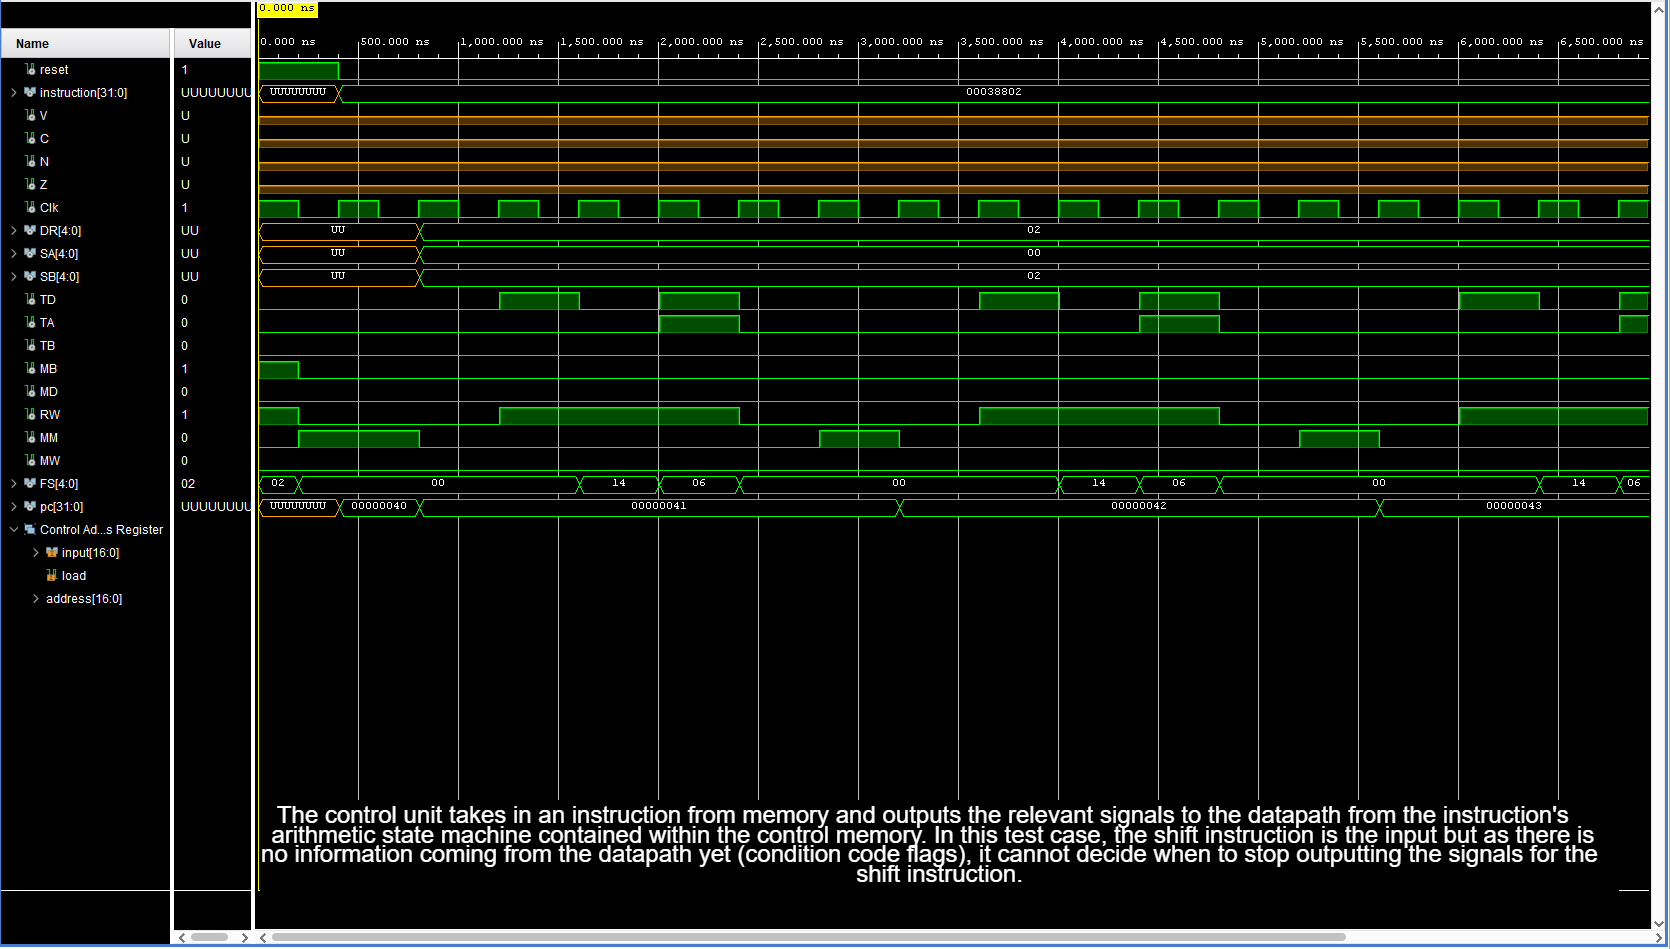 0.000 ns
Name Value
0.000 ns 500.000 ns 1,000.000 ns 1,500.000 ns 2,000.000 ns 2,500.000 ns 3,000.000 ns 3,500.000 ns 4,000.000 ns 4,500.000 ns 5,000.000 ns 5,500.000 ns 6,000.000 ns 6,500.000 ns
reset 1
instruction[31:0] UUUUUUUU UUUUUUUU 00038802
V U
C U
N U
Z U
Clk 1
DR[4:0] UU UU 02
SA[4:0] UU UU 00
SB[4:0] UU UU 02
TD 0
TA 0
TB 0
MB 1
MD 0
RW 1
MM 0
MW 0
FS[4:0] 02 02 00 14 06 00 14 06 00 14 06
pc[31:0] UUUUUUUU UUUUUUUU 00000040 00000041 00000042 00000043
Control Ad...s Register
input[16:0]
load
address[16:0]
The control unit takes in an instruction from memory and outputs the relevant signals to the datapath from the instruction's
arithmetic state machine contained within the control memory. In this test case, the shift instruction is the input but as there is
no information coming from the datapath yet (condition code flags), it cannot decide when to stop outputting the signals for the
shift instruction.